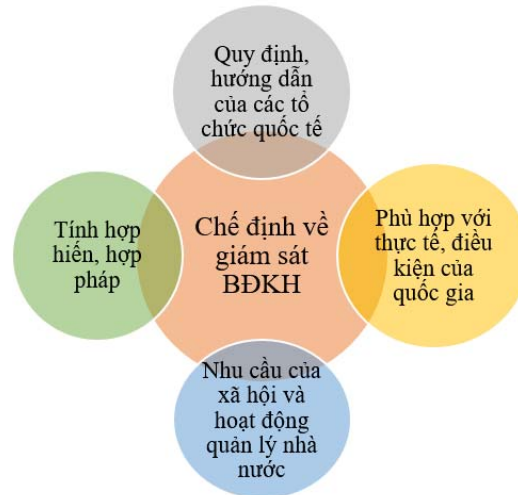 Quy định,
hướng dẫn
của các tổ
chức quốc tế
Tính hợp
hiến, hợp
pháp
Chế định về
giám sát
BĐKH
Phù hợp với
thực tế, điều
kiện của
quốc gia
Nhu cầu của
xã hội và
hoạt động
quản lý nhà
nước